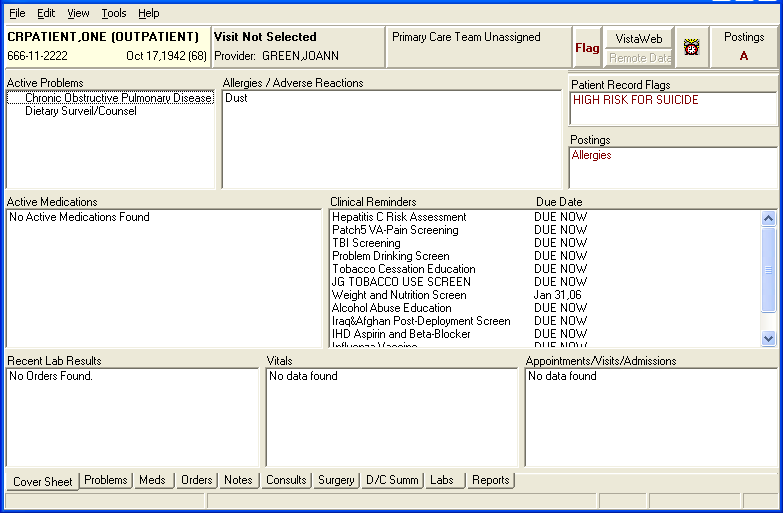 File Edit View Tools Help
CRPATIENT,ONE (OUTPATIENT)
666-11-2222 Oct 17,1942 (68)
Visit Not Selected
Provider: GREEN,JOANN
Primary Care Team Unassigned
Flag
VistaWeb
Remote Data
Postings
A
Active Problems
Chronic Obstructive Pulmonary Disease
Dietary Surveil/Counsel
Allergies / Adverse Reactions
Dust
Patient Record Flags
HIGH RISK FOR SUICIDE
Postings
Allergies
Active Medications
No Active Medications Found
Clinical Reminders Due Date
Hepatitis C Risk Assessment DUE NOW
Patch5 VA-Pain Screening DUE NOW
TBI Screening DUE NOW
Problem Drinking Screen DUE NOW
Tobacco Cessation Education DUE NOW
JG TOBACCO USE SCREEN DUE NOW
Weight and Nutrition Screen Jan 31,06
Alcohol Abuse Education DUE NOW
Iraq&Afghan Post-Deployment Screen DUE NOW
IHD Aspirin and Beta-Blocker DUE NOW
Influenza Vaccine DUE NOW
Recent Lab Results
No Orders Found.
Vitals
No data found
Appointments/Visits/Admissions
No data found
Cover Sheet Problems Meds Orders Notes Consults Surgery D/C Summ Labs Reports